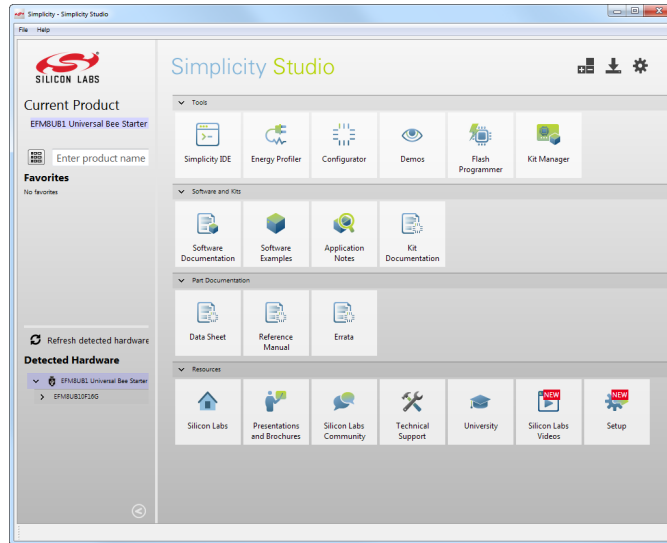 Simplicity - Simplicity Studio
File Help
SILICON LABS
Simplicity Studio
Current Product
EFM8UB1 Universal Bee Starter
Enter product name
Favorites
No favorites
Refresh detected hardware
Detected Hardware
EFM8UB1 Universal Bee Starter
EFM8UB10F16G
Tools
Simplicity IDE
Energy Profiler
Configurator
Demos
Flash
Programmer
Kit Manager
Software and Kits
Software
Documentation
Software
Examples
Application
Notes
Kit
Documentation
Part Documentation
Data Sheet
Reference
Manual
Errata
Resources
Silicon Labs
Presentations
and Brochures
Silicon Labs
Community
Technical
Support
University
NEW
Silicon Labs
Videos
NEW
Setup